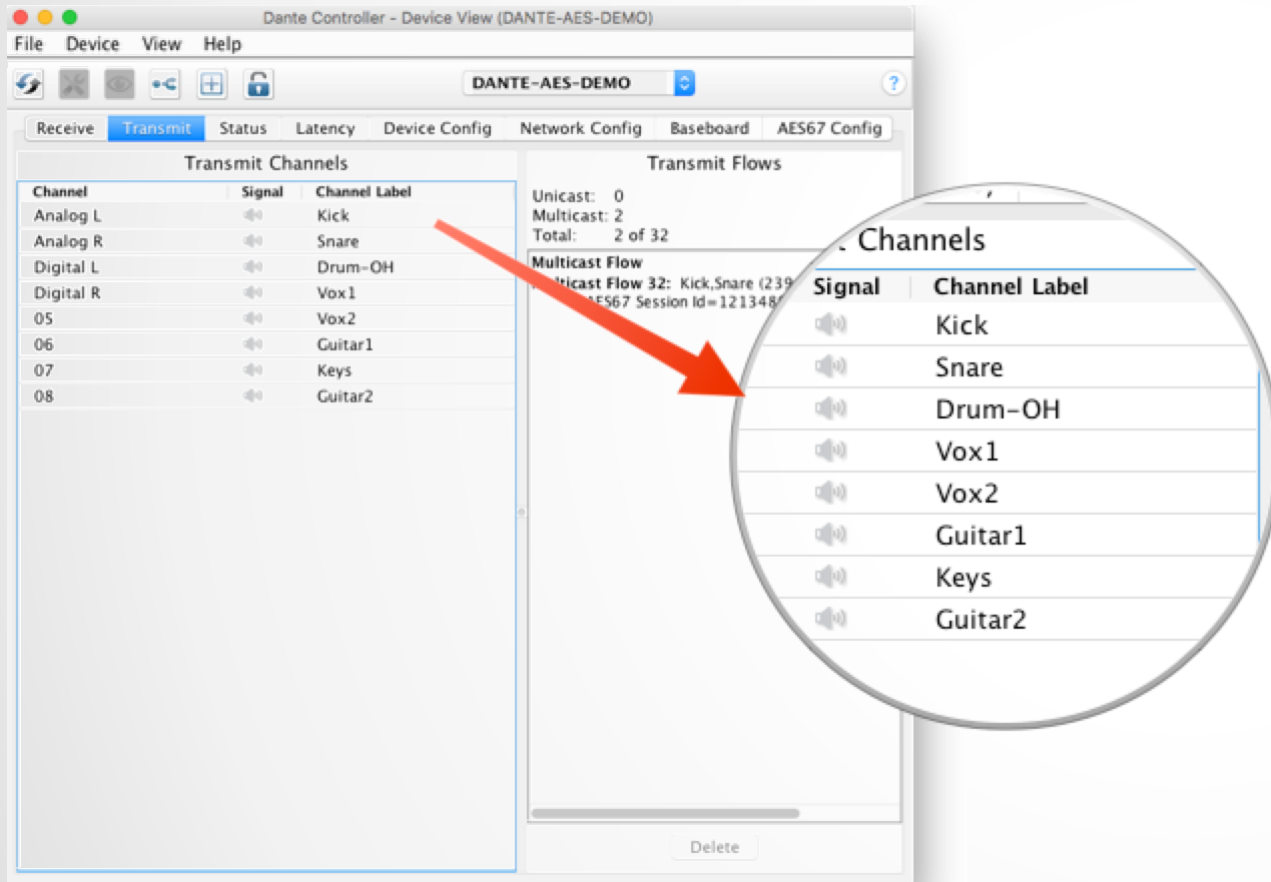 Dante Controller - Device View (DANTE-AES-DEMO)
File Device View Help
DANTE-AES-DEMO
?
Receive Transmit Status Latency Device Config Network Config Baseboard AES67 Config
Transmit Channels
Channel Signal Channel Label
Analog L Kick
Analog R Snare
Digital L Drum-OH
Digital R Vox1
05 Vox2
06 Guitar1
07 Keys
08 Guitar2
Transmit Flows
Unicast: 0
Multicast: 2
Total: 2 of 32
Multicast Flow
Flow 32: Kick,Snare (239
AES67 Session Id=121348
Delete
Channels
Signal Channel Label
Kick
Snare
Drum-OH
Vox1
Vox2
Guitar1
Keys
Guitar2